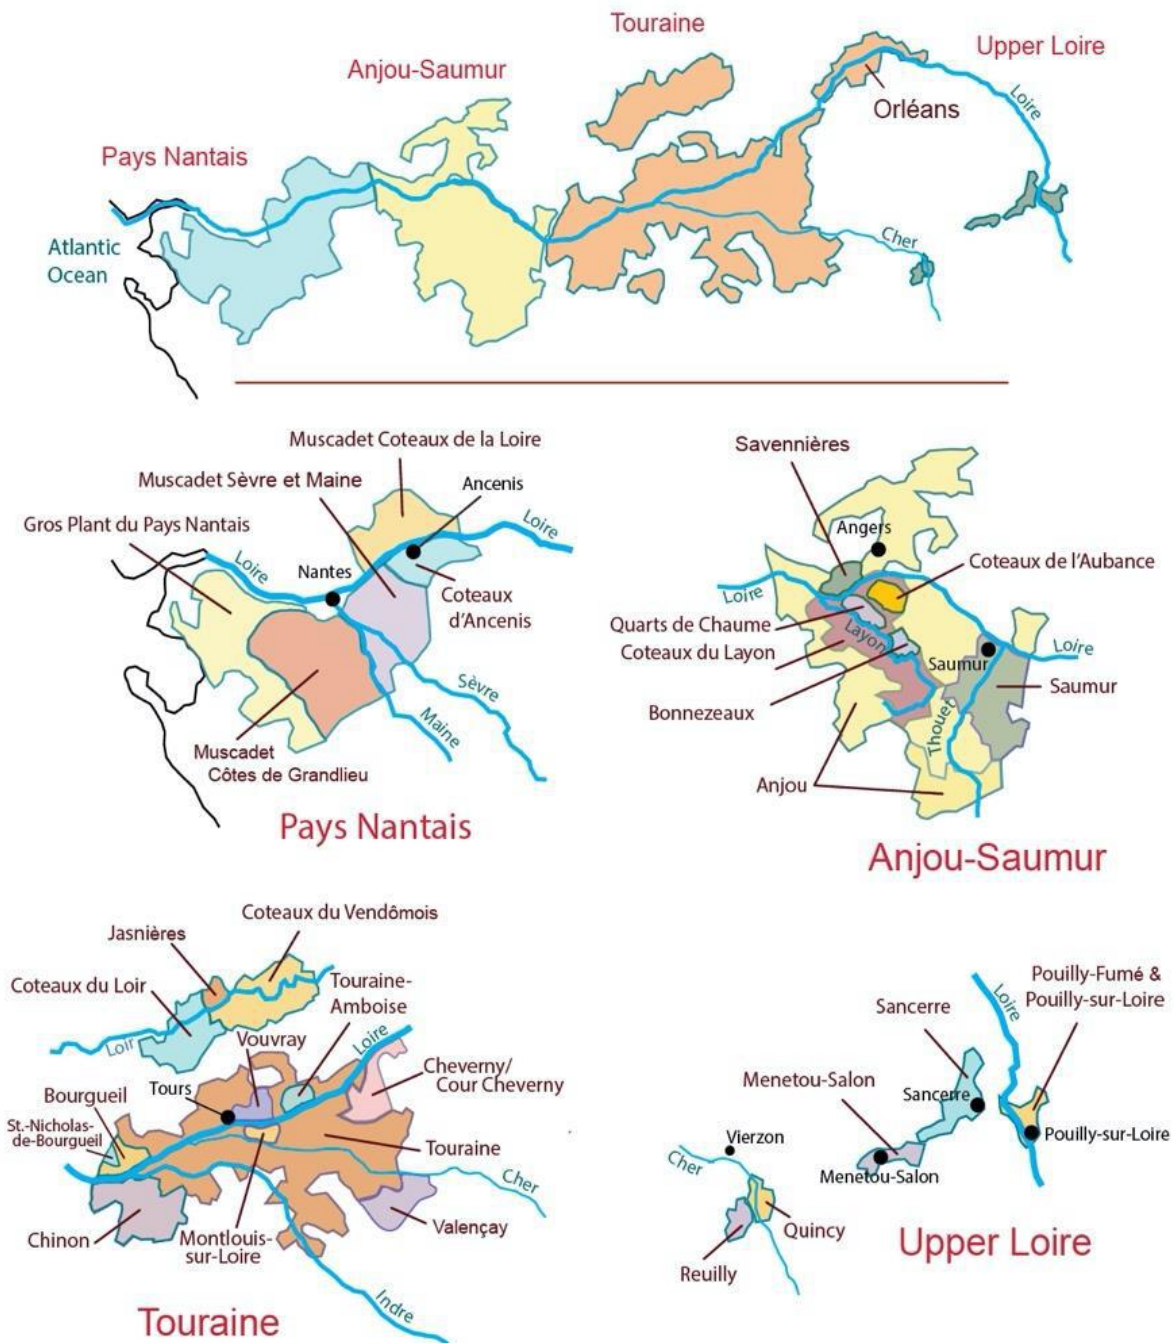 Touraine
Upper Loire
Anjou-Saumur
Loire
Orléans
Pays Nantais
Atlantic
Ocean
Cher
Muscadet Coteaux de la Loire
Muscadet Sèvre et Maine
Ancenis
Gros Plant du Pays Nantais
Loire
Loire
Nantes
Coteaux
d'Ancenis
Sèvre
Maine
Muscadet
Côtes de Grandlieu
Pays Nantais
Savennières
Angers
Coteaux de l'Aubance
Loire
Quarts de Chaume
Layon
Coteaux du Layon
Saumur
Loire
Saumur
Bonnezeaux
Thouet
Anjou
Anjou-Saumur
Coteaux du Vendômois
Jasnières
Coteaux du Loir
Touraine-
Amboise
Loir
Vouvray
Loire
Cheverny/
Cour Cheverny
Tours
Bourgueil
St.-Nicholas-
de-Bourgueil
Touraine
Cher
Chinon
Montlouis-
sur-Loire
Valençay
Indre
Touraine
Pouilly-Fumé &
Pouilly-sur-Loire
Loire
Sancerre
Menetou-Salon
Sancerre
Vierzon
Pouilly-sur-Loire
Cher
Menetou-Salon
Quincy
Reuilly
Upper Loire